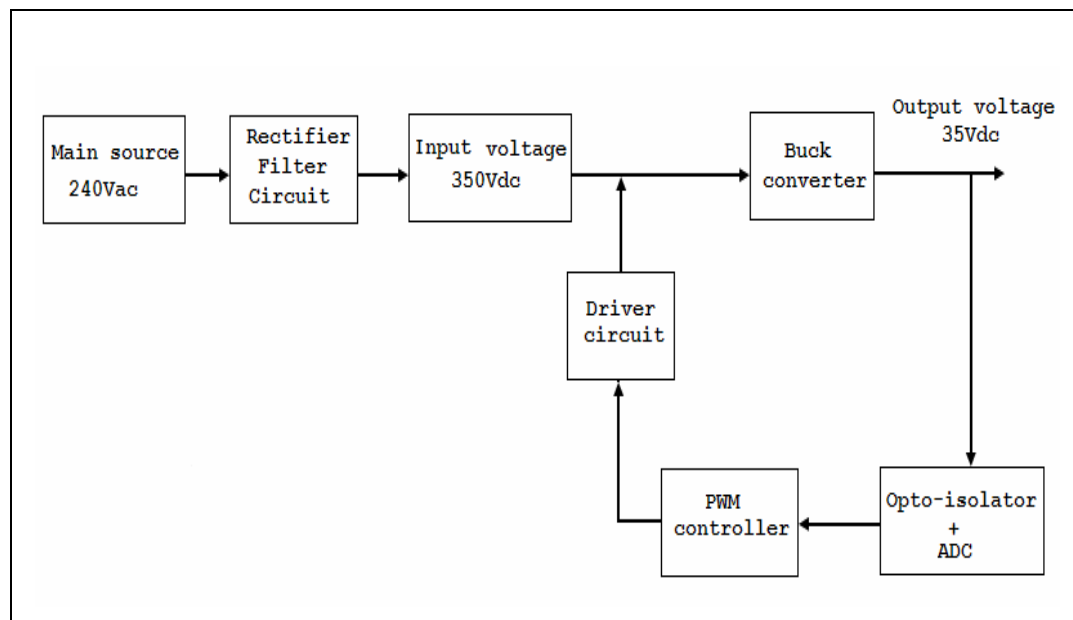 Main source
240Vac
Rectifier
Filter
Circuit
Input voltage
350Vdc
Buck
converter
Output voltage
35Vdc
Driver
circuit
PWM
controller
Opto-isolator
+
ADC